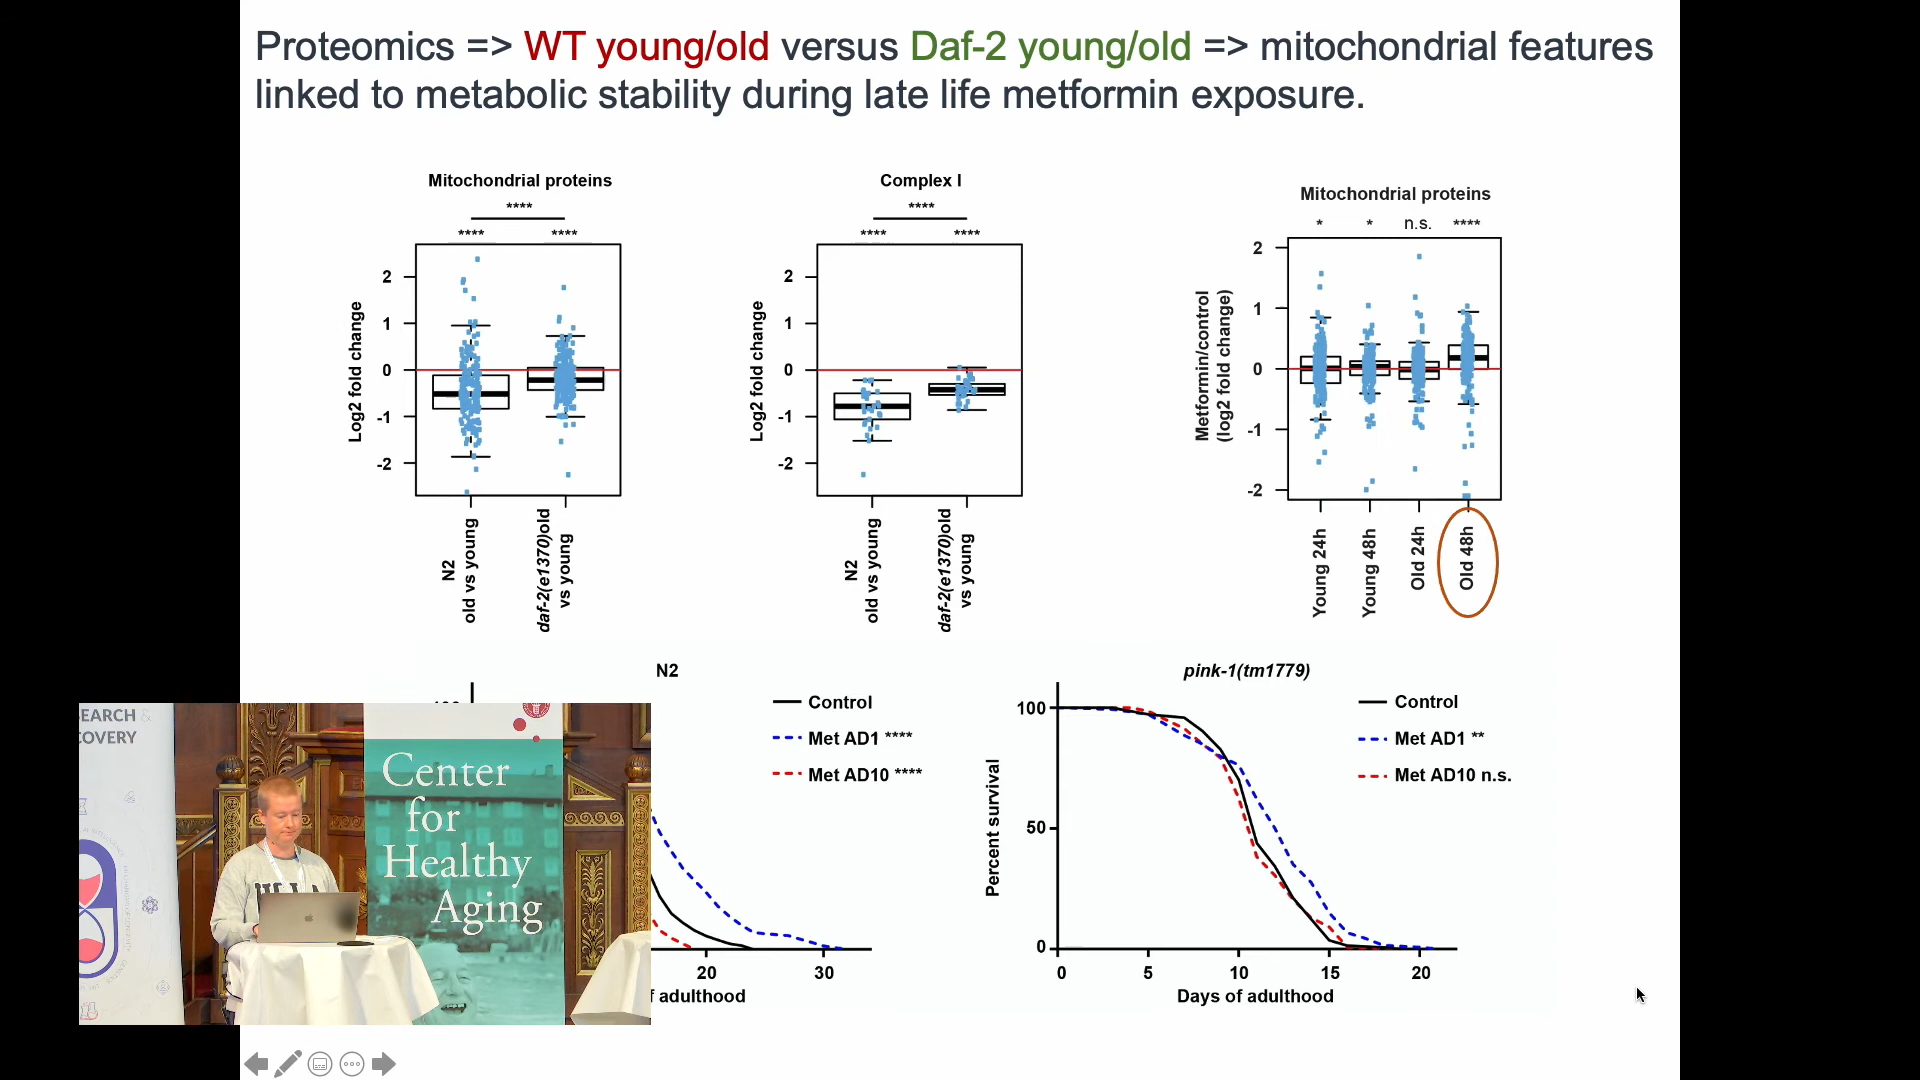 Proteomics => WT young/old versus Daf-2 young/old => mitochondrial features
linked to metabolic stability during late life metformin exposure.
Mitochondrial proteins
****
**** ****
Log2 fold change
2
1
0
-1
-2
N2
old vs young
daf-2(e1370)old
vs young
Complex I
****
**** ****
Log2 fold change
2
1
0
-1
-2
N2
old vs young
daf-2(e1370)old
vs young
Mitochondrial proteins
* * n.s. ****
Metformin/control
(log2 fold change)
2
1
0
-1
-2
Young 24h
Young 48h
Old 24h
Old 48h
N2
Control
Met AD1 ****
Met AD10 ****
20 30
f adulthood
pink-1(tm1779)
Control
Met AD1 **
Met AD10 n.s.
Percent survival
100
50
0
0 5 10 15 20
Days of adulthood
EARCH &
COVERY
Center
for
Healthy
Aging